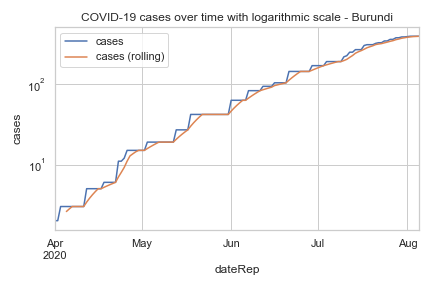 COVID-19 cases over time with logarithmic scale - Burundi
cases
cases (rolling)
10²
10¹
cases
Apr
2020
May
Jun
Jul
Aug
dateRep